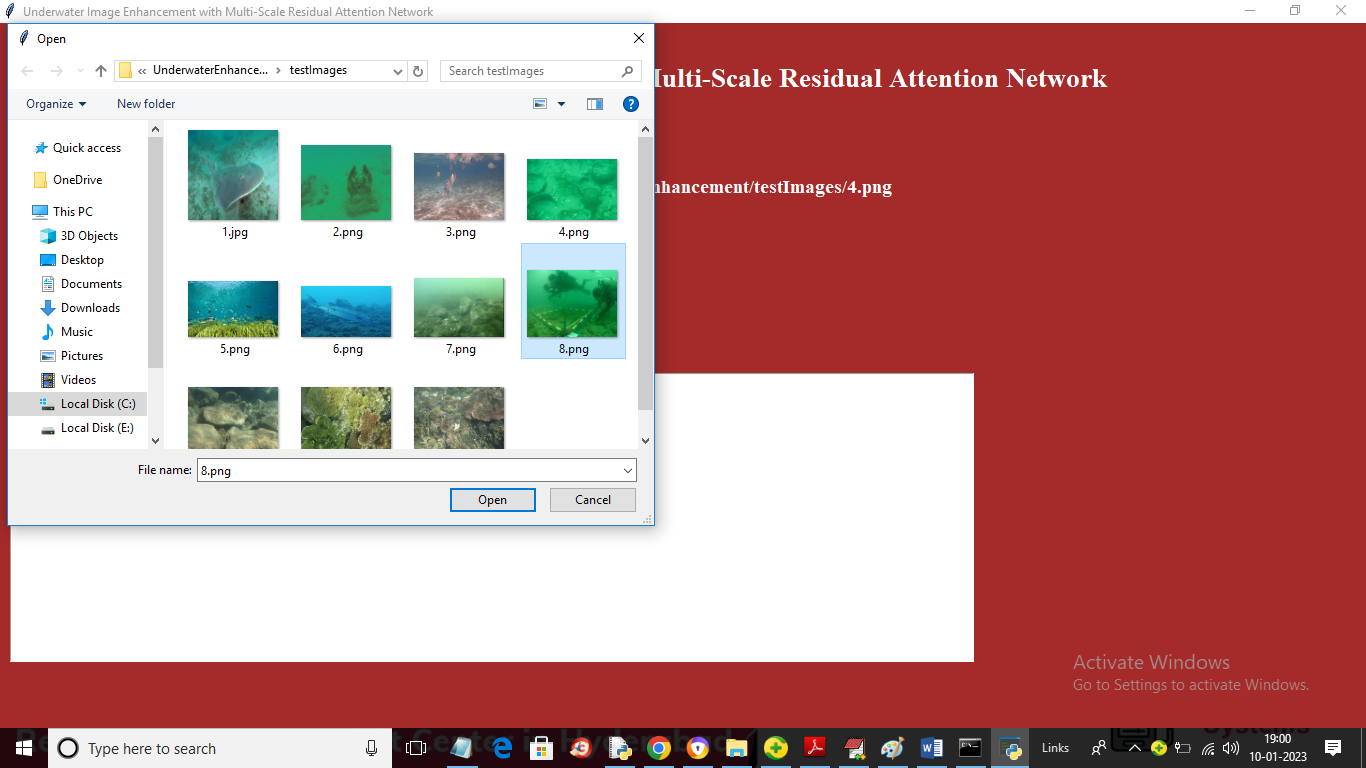 Underwater Image Enhancement with Multi-Scale Residual Attention Network
Open
« UnderwaterEnhance... > testImages
Search testImages
Multi-Scale Residual Attention Network
Organize
New folder
Quick access
OneDrive
This PC
3D Objects
Desktop
Documents
Downloads
Music
Pictures
Videos
Local Disk (C:)
Local Disk (E:)
1.jpg
2.png
3.png
4.png
5.png
6.png
7.png
8.png
nhancement/testImages/4.png
File name:
8.png
Open
Cancel
Activate Windows
Go to Settings to activate Windows.
Type here to search
Links
19:00
10-01-2023